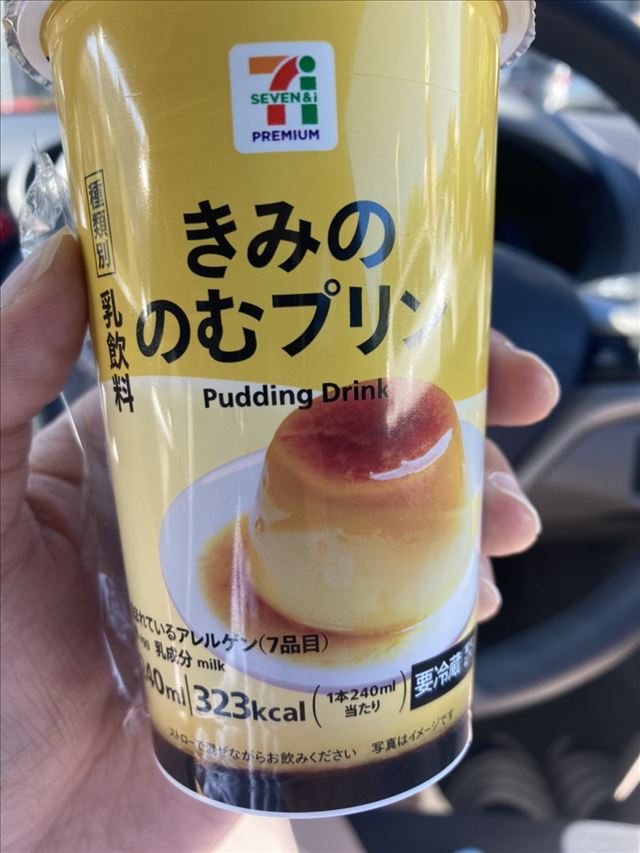 7
SEVEN&i
PREMIUM
種類別
乳飲料
きみの
のむプリン
Pudding Drink
れているアレルゲン(7品目)
egg 乳成分 milk
240ml 323kcal (1本240ml当たり)
要冷蔵
ストローで混ぜながらお飲みください 写真はイメージです